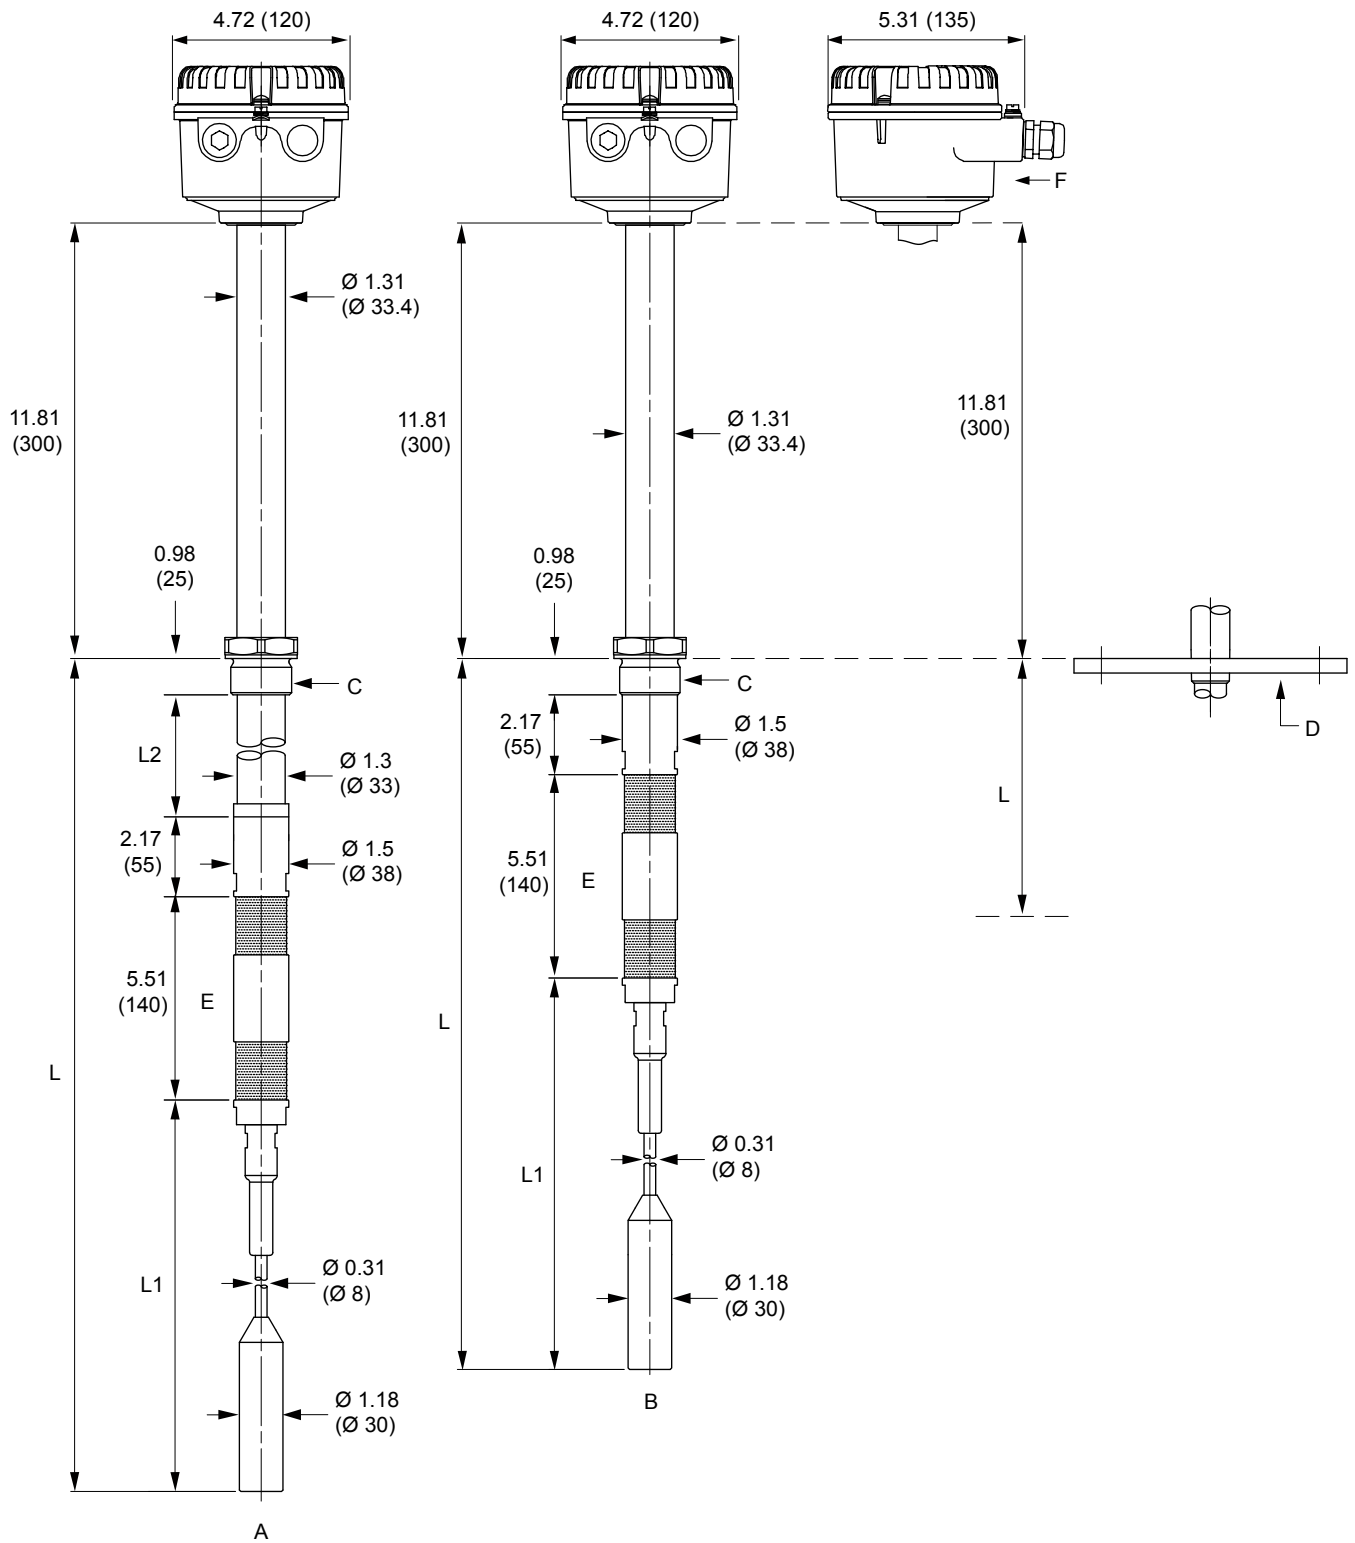 4.72 (120)
4.72 (120)
5.31 (135)
F
Ø 1.31
(Ø 33.4)
11.81
(300)
11.81
(300)
Ø 1.31
(Ø 33.4)
11.81
(300)
0.98
(25)
0.98
(25)
C
C
D
L2
Ø 1.3
(Ø 33)
2.17
(55)
Ø 1.5
(Ø 38)
L
2.17
(55)
Ø 1.5
(Ø 38)
5.51
(140)
E
5.51
(140)
E
L
L
L1
Ø 0.31
(Ø 8)
L1
Ø 0.31
(Ø 8)
Ø 1.18
(Ø 30)
Ø 1.18
(Ø 30)
B
A